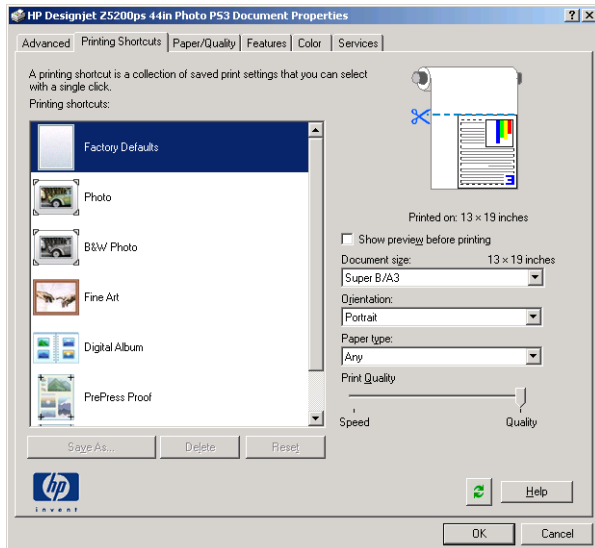 HP Designjet Z5200ps 44in Photo PS3 Document Properties
Advanced Printing Shortcuts Paper/Quality Features Color Services
A printing shortcut is a collection of saved print settings that you can select
with a single click.
Printing shortcuts:
Factory Defaults
Photo
B&W Photo
Fine Art
Digital Album
PrePress Proof
Save As... Delete Reset
3
Printed on: 13 × 19 inches
Show preview before printing
Document size: 13 × 19 inches
Super B/A3
Orientation:
Portrait
Paper type:
Any
Print Quality
Speed Quality
hp
invent
Help
OK Cancel